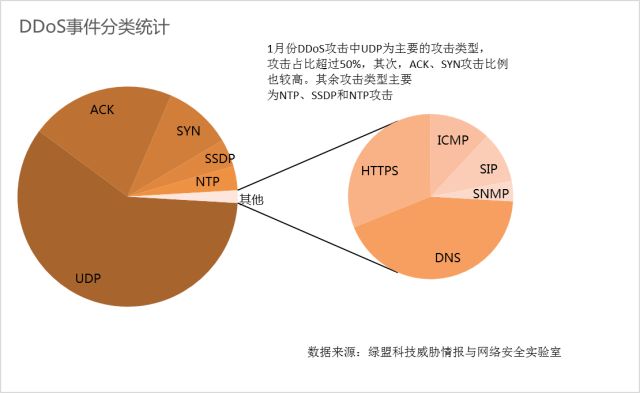 DDoS事件分类统计
1月份DDoS攻击中UDP为主要的攻击类型，
攻击占比超过50%，其次，ACK、SYN攻击比例
也较高。其余攻击类型主要
为NTP、SSDP和NTP攻击
ACK
SYN
SSDP
NTP
其他
UDP
ICMP
HTTPS
SIP
SNMP
DNS
数据来源：绿盟科技威胁情报与网络安全实验室